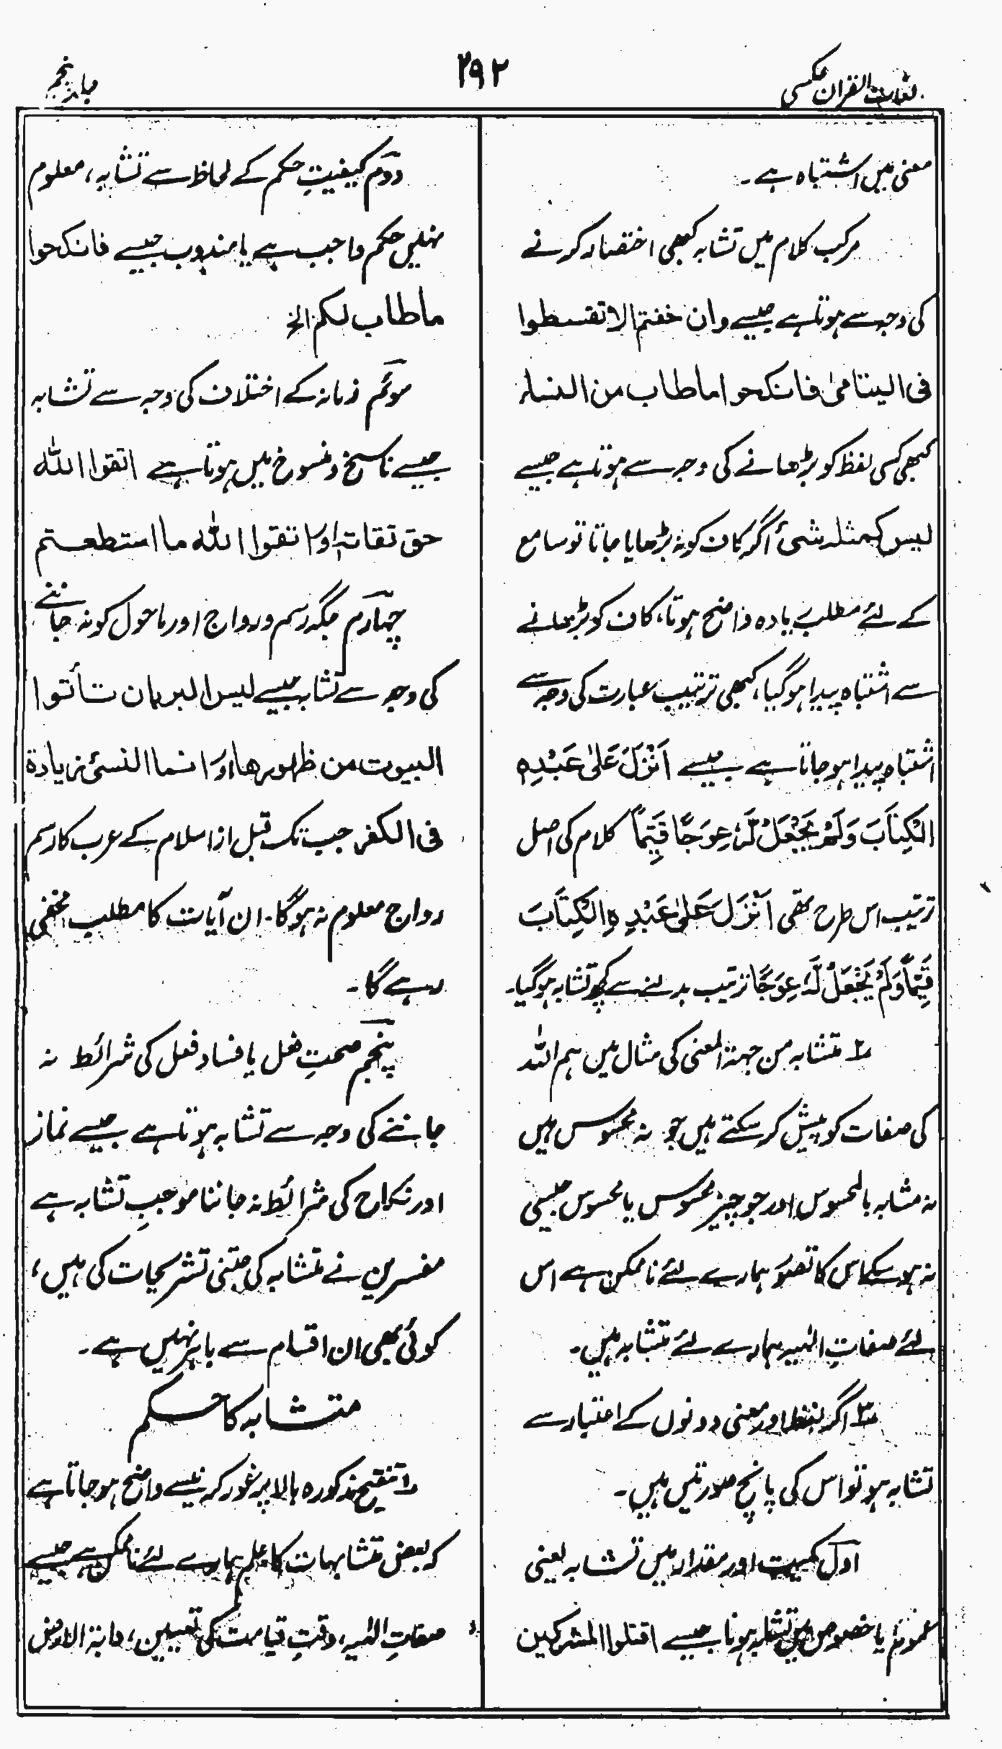 لغات القرآن عکسی
۲۹۲
جلد پنجم
معنی میں اشتباہ ہے۔
مرکب کلام میں تشابہ کبھی اختصار کرنے
کی وجہ سے ہوتا ہے جیسے وان خفتم الا تقسطوا
فی الیتامیٰ فانکحوا ماطاب من النساء
کبھی کسی لفظ کو بڑھانے کی وجہ سے ہوتا ہے جیسے
لیس کمثلہ شیٔ اگر کاف کو نہ بڑھایا جاتا تو سامع
کے لئے مطلب زیادہ واضح ہوتا، کاف کو بڑھانے
سے اشتباہ پیدا ہو گیا، کبھی ترتیب عبارت کی وجہ سے
اشتباہ پیدا ہو جاتا ہے جیسے اَنْزَلَ عَلیٰ عَبْدِہِ
الْکِتَابَ وَلَمْ یَجْعَلْ لَّہٗ عِوَجًا قَیِّمًا کلام کی اصل
ترتیب اس طرح تھی اَنْزَلَ عَلیٰ عَبْدِہِ الْکِتَابَ
قَیِّمًا وَلَمْ یَجْعَلْ لَّہٗ عِوَجًا ترتیب بدلنے سے کچھ تشابہ ہو گیا۔
۲ متشابہ من جہۃ المعنی کی مثال میں ہم اللہ
کی صفات کو پیش کر سکتے ہیں جو نہ محسوس ہیں
نہ مشابہ بالمحسوس اور جو چیز محسوس یا محسوس جیسی
نہ ہو سکے اس کا تصور ہمارے لئے ناممکن ہے اس
لئے صفاتِ الٰہیہ ہمارے لئے متشابہ ہیں۔
۳ اگر لفظ اور معنی دونوں کے اعتبار سے
تشابہ ہو تو اس کی پانچ صورتیں ہیں۔
اول کمیت اور مقدار میں تشابہ یعنی
عموم یا خصوص میں تشابہ ہونا جیسے اقتلوا المشرکین
دوم کیفیتِ حکم کے لحاظ سے تشابہ، معلوم
نہیں حکم واجب ہے یا مندوب جیسے فانکحوا
ماطاب لکم الخ
سوئم زمانہ کے اختلاف کی وجہ سے تشابہ
جیسے ناسخ و منسوخ میں ہوتا ہے اتقوا اللہ
حق تقاتہ اور اتقوا اللہ ما استطعتم
چہارم جگہ رسم و رواج اور ماحول کو نہ جاننے
کی وجہ سے تشابہ جیسے لیس البر بان تأتوا
البیوت من ظہورھا اور انما النسیٔ زیادۃ
فی الکفر جب تک قبل از اسلام کے عرب کا رسم
رواج معلوم نہ ہوگا۔ ان آیات کا مطلب مخفی
رہے گا۔
پنجم صحتِ فعل یا فساد فعل کی شرائط نہ
جاننے کی وجہ سے تشابہ ہوتا ہے جیسے نماز
اور نکاح کی شرائط نہ جاننا موجبِ تشابہ ہے
مفسرین نے متشابہ کی جتنی تشریحات کی ہیں،
کوئی بھی ان اقسام سے باہر نہیں ہے۔
متشابہ کا حکم
تنقیح مذکورہ بالا پر غور کرنے سے واضح ہو جاتا ہے
کہ بعض متشابہات کا علم ہمارے لئے ناممکن ہے جیسے
صفاتِ الٰہیہ، وقتِ قیامت کی تعیین، دابۃ الارض